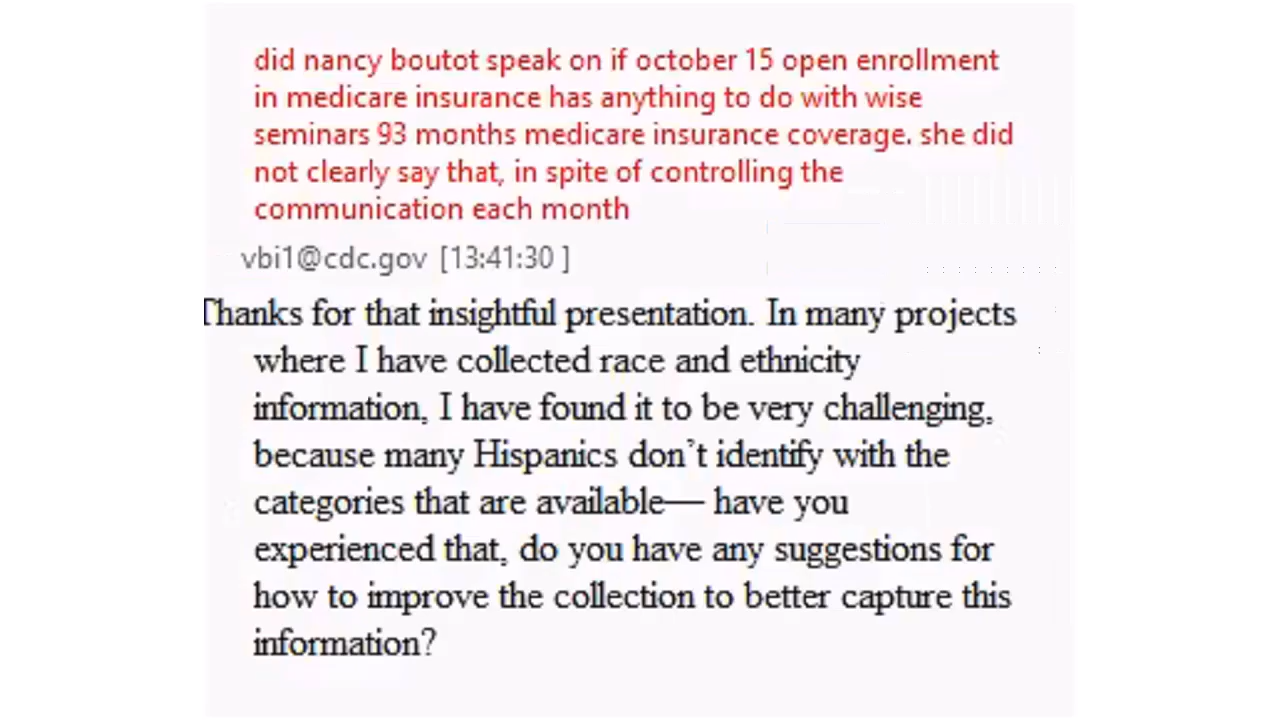 did nancy boutot speak on if october 15 open enrollment
in medicare insurance has anything to do with wise
seminars 93 months medicare insurance coverage. she did
not clearly say that, in spite of controlling the
communication each month
vbi1@cdc.gov [13:41:30 ]
Thanks for that insightful presentation. In many projects
where I have collected race and ethnicity
information, I have found it to be very challenging,
because many Hispanics don’t identify with the
categories that are available— have you
experienced that, do you have any suggestions for
how to improve the collection to better capture this
information?